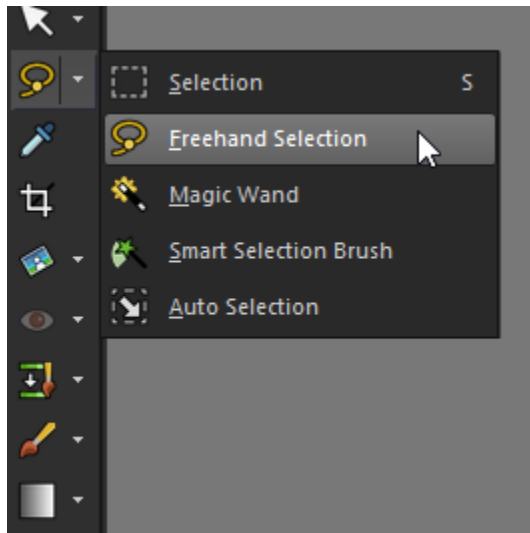 Selection S
Freehand Selection
Magic Wand
Smart Selection Brush
Auto Selection